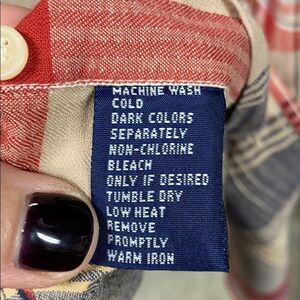 MACHINE WASH
COLD
DARK COLORS
SEPARATELY
NON-CHLORINE
BLEACH
ONLY IF DESIRED
TUMBLE DRY
LOW HEAT
REMOVE
PROMPTLY
WARM IRON